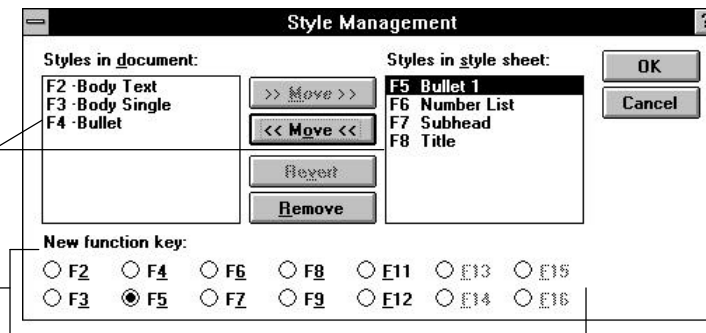 Style Management
?
Styles in document:
F2 ·Body Text
F3 ·Body Single
F4 ·Bullet
>> Move >>
<< Move <<
Revert
Remove
Styles in style sheet:
F5 Bullet 1
F6 Number List
F7 Subhead
F8 Title
OK
Cancel
New function key:
F2 F4 F6 F8 F11 F13 F15
F3 F5 F7 F9 F12 F14 F16